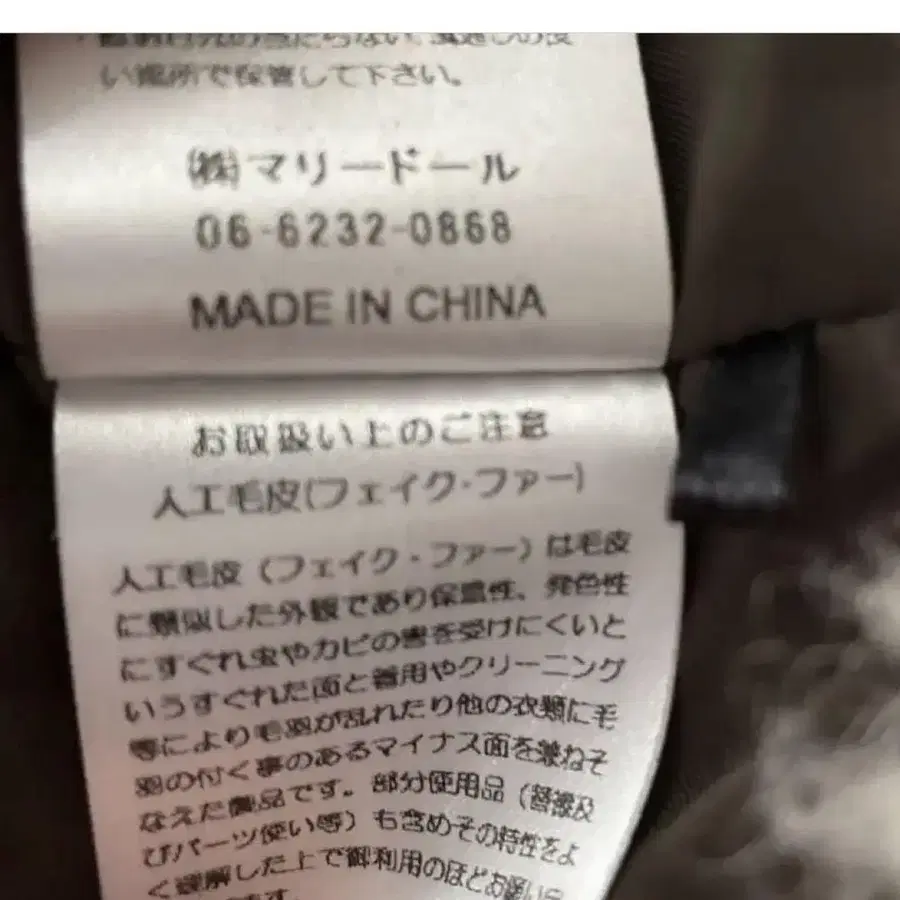 い場所で保管して下さい。
㈱マリードール
06-6232-0868
MADE IN CHINA
お取扱い上のご注意
人工毛皮(フェイク・ファー)
人工毛皮(フェイク・ファー)は毛皮
に類似した外観であり保温性、発色性
にすぐれ虫やカビの害を受けにくいと
いうすぐれた面と着用やクリーニング
等により毛羽が乱れたり他の衣類に毛
羽の付く事のあるマイナス面を兼ねそ
なえた商品です。部分使用品(替襟及
びパーツ使い等)も含めその特性をよ
く理解した上で御利用のほどお願い
ます。